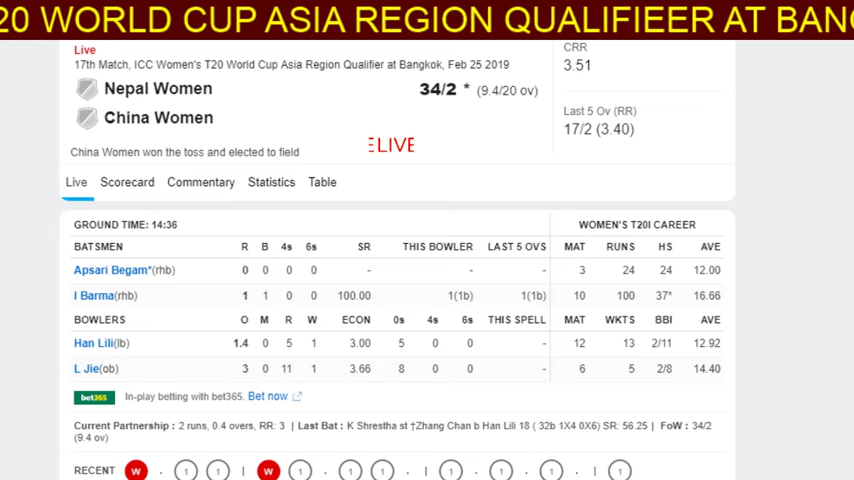 20 WORLD CUP ASIA REGION QUALIFIEER AT BANG
Live
17th Match, ICC Women's T20 World Cup Asia Region Qualifier at Bangkok, Feb 25 2019
Nepal Women 34/2 * (9.4/20 ov)
China Women
China Women won the toss and elected to field
ELIVE
CRR
3.51
Last 5 Ov (RR)
17/2 (3.40)
Live Scorecard Commentary Statistics Table
GROUND TIME: 14:36 WOMEN'S T20I CAREER
BATSMEN R B 4s 6s SR THIS BOWLER LAST 5 OVS MAT RUNS HS AVE
Apsari Begam*(rhb) 0 0 0 0 - - - 3 24 24 12.00
I Barma(rhb) 1 1 0 0 100.00 1(1b) 1(1b) 10 100 37* 16.66
BOWLERS O M R W ECON 0s 4s 6s THIS SPELL MAT WKTS BBI AVE
Han Lili(lb) 1.4 0 5 1 3.00 5 0 0 - 12 13 2/11 12.92
L Jie(ob) 3 0 11 1 3.66 8 0 0 - 6 5 2/8 14.40
bet365 In-play betting with bet365. Bet now
Current Partnership : 2 runs, 0.4 overs, RR: 3 | Last Bat : K Shrestha st †Zhang Chan b Han Lili 18 ( 32b 1X4 0X6) SR: 56.25 | FoW : 34/2
(9.4 ov)
RECENT W . 1 1 | W 1 . 1 1 . | 1 . 1 . 1 . | 1